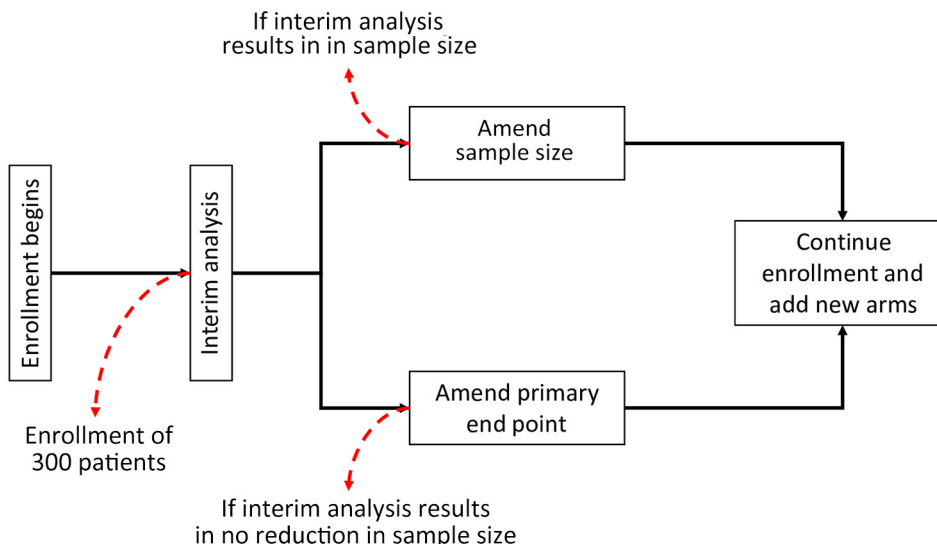 If interim analysis
results in in sample size
Amend
sample size
Enrollment begins
Interim analysis
Continue
enrollment and
add new arms
Amend primary
end point
Enrollment of
300 patients
If interim analysis results
in no reduction in sample size